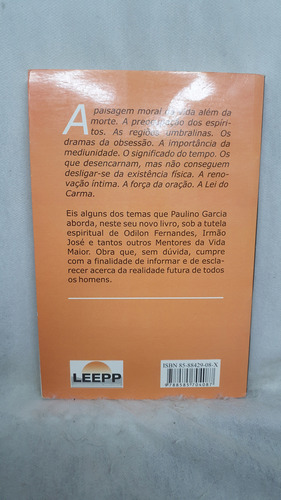 A paisagem moral da vida além da
morte. A preparação dos espíri-
tos. As regiões umbralinas. Os
dramas da obsessão. A importância da
mediunidade. O significado do tempo. Os
que desencarnam, mas não conseguem
desligar-se da existência física. A reno-
vação íntima. A força da oração. A Lei do
Carma.
Eis alguns dos temas que Paulino Garcia
aborda, neste seu novo livro, sob a tutela
espiritual de Odilon Fernandes, Irmão
José e tantos outros Mentores da Vida
Maior. Obra que, sem dúvida, cumpre
com a finalidade de informar e de escla-
recer acerca da realidade futura de todos
os homens.
LEEPP
ISBN 85-88429-08-X